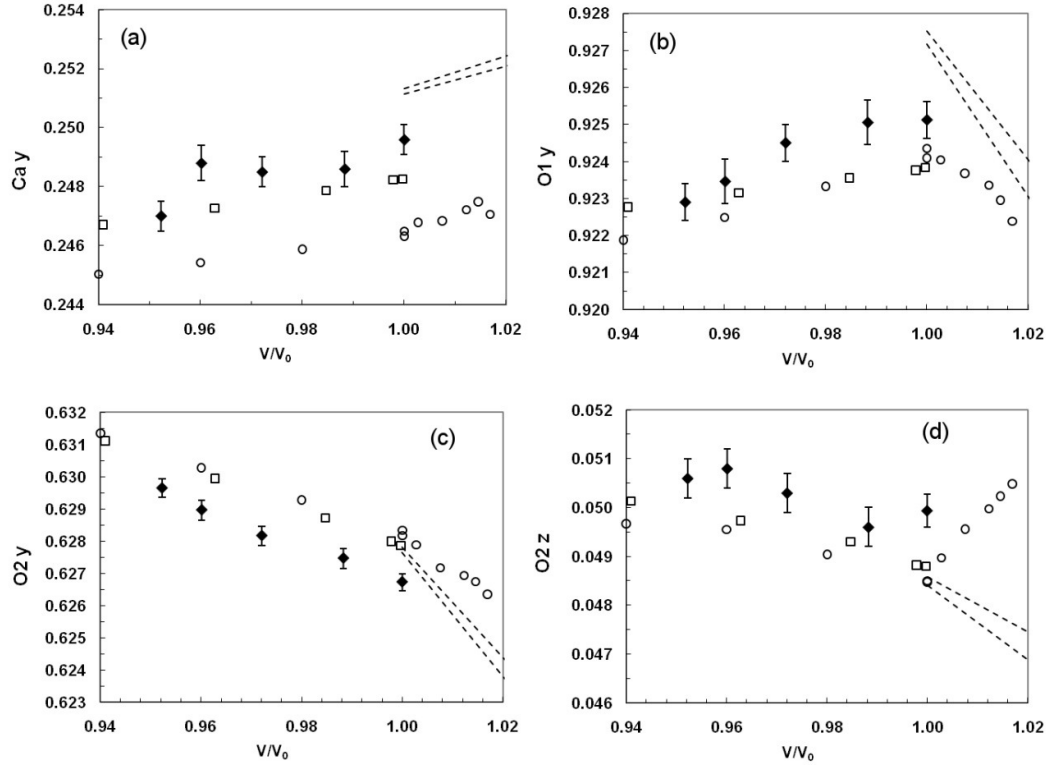 (a)
Ca y
0.254
0.252
0.250
0.248
0.246
0.244
0.94 0.96 0.98 1.00 1.02
V/V₀
(b)
O1 y
0.928
0.927
0.926
0.925
0.924
0.923
0.922
0.921
0.920
0.94 0.96 0.98 1.00 1.02
V/V₀
(c)
O2 y
0.632
0.631
0.630
0.629
0.628
0.627
0.626
0.625
0.624
0.623
0.94 0.96 0.98 1.00 1.02
V/V₀
(d)
O2 z
0.052
0.051
0.050
0.049
0.048
0.047
0.046
0.94 0.96 0.98 1.00 1.02
V/V₀